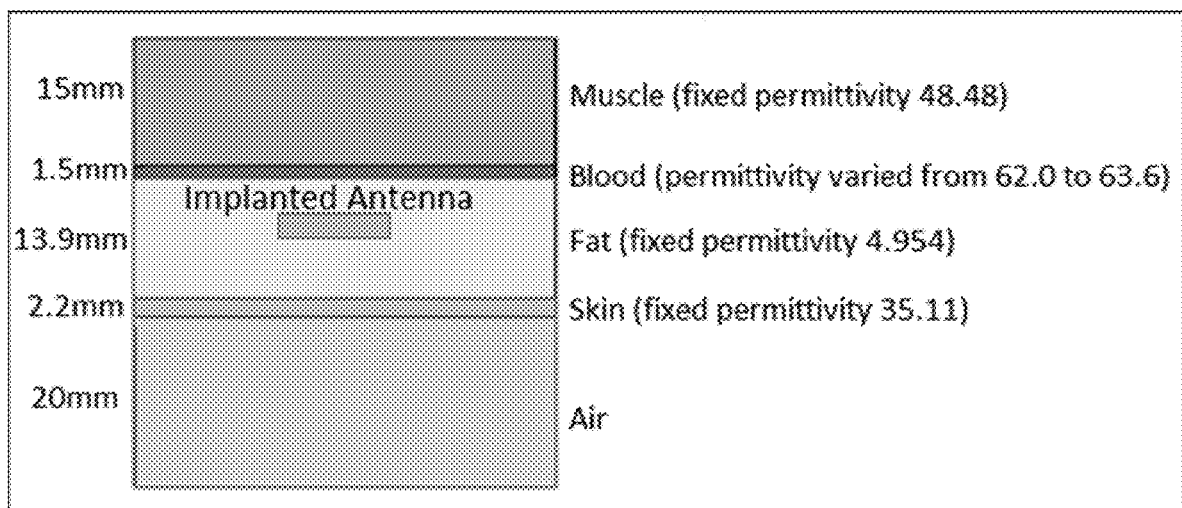 15mm Muscle (fixed permittivity 48.48)
1.5mm Blood (permittivity varied from 62.0 to 63.6)
Implanted Antenna
13.9mm Fat (fixed permittivity 4.954)
2.2mm Skin (fixed permittivity 35.11)
20mm Air